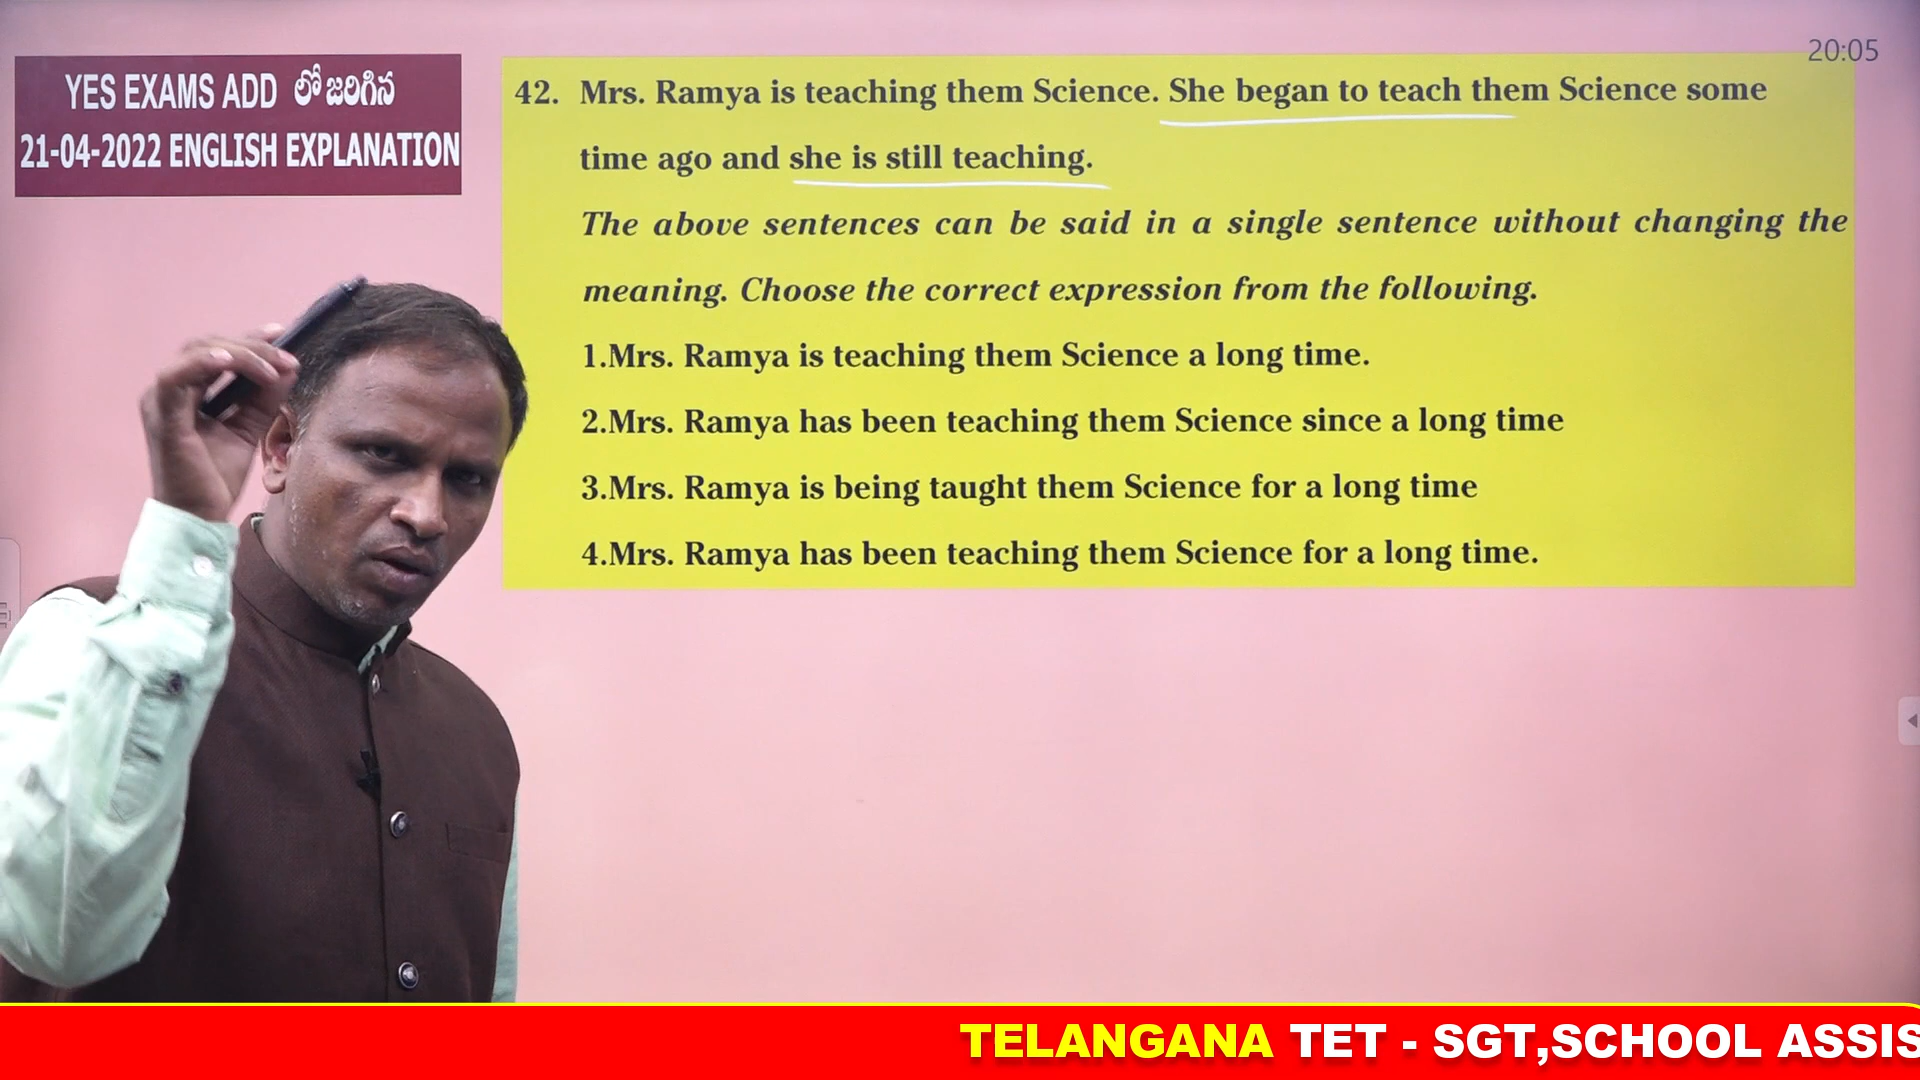 20:05
YES EXAMS ADD లో జరిగిన
21-04-2022 ENGLISH EXPLANATION
42. Mrs. Ramya is teaching them Science. She began to teach them Science some
time ago and she is still teaching.
The above sentences can be said in a single sentence without changing the
meaning. Choose the correct expression from the following.
1.Mrs. Ramya is teaching them Science a long time.
2.Mrs. Ramya has been teaching them Science since a long time
3.Mrs. Ramya is being taught them Science for a long time
4.Mrs. Ramya has been teaching them Science for a long time.
TELANGANA TET - SGT,SCHOOL ASSIS